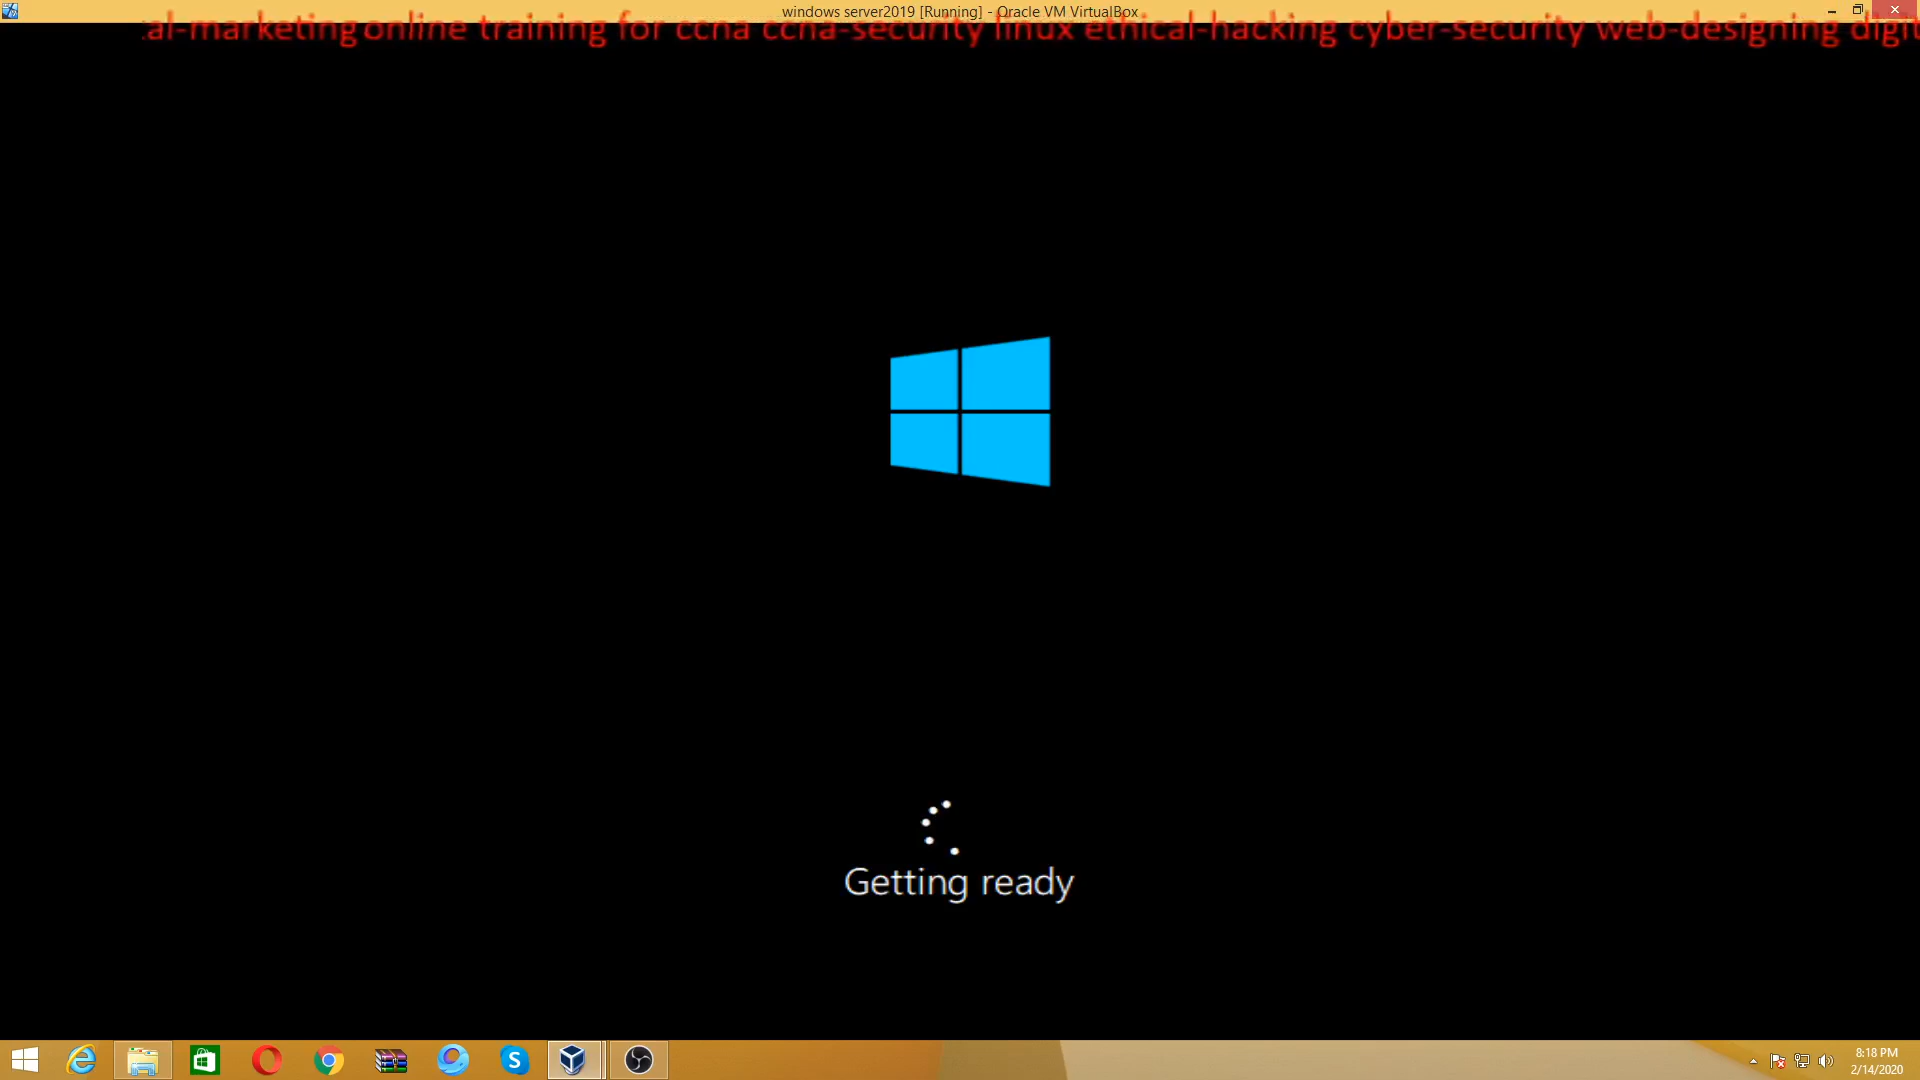 windows server2019 [Running] - Oracle VM VirtualBox
al-marketing online training for ccna ccna-security linux ethical-hacking cyber-security web-designing digit
Getting ready
8:18 PM
2/14/2020